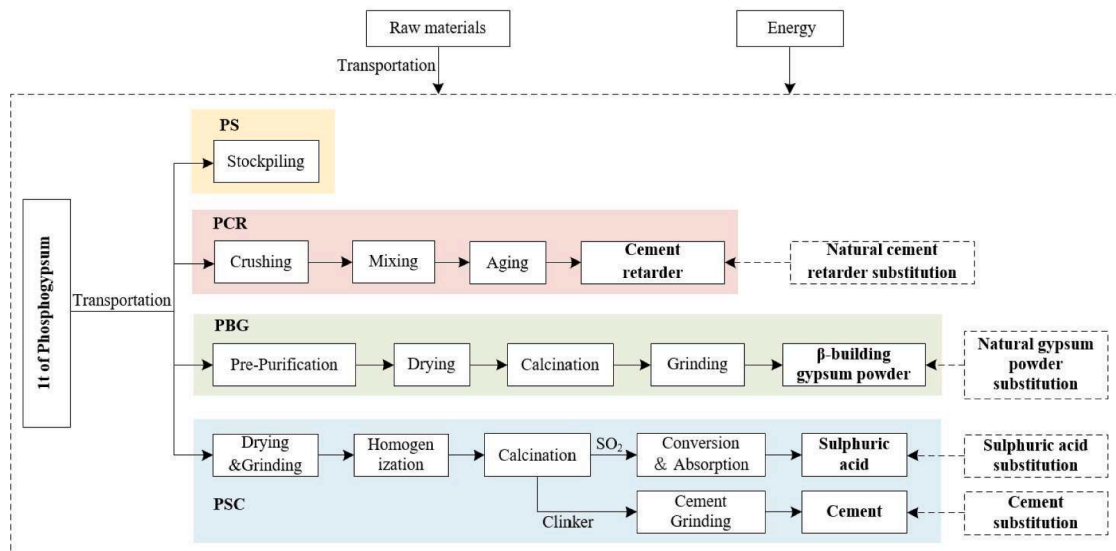 Raw materials
Energy
Transportation
PS
Stockpiling
PCR
Crushing
Mixing
Aging
Cement
retarder
Natural cement
retarder substitution
1t of Phosphogypsum
Transportation
PBG
Pre-Purification
Drying
Calcination
Grinding
β-building
gypsum powder
Natural gypsum
powder
substitution
Drying
&Grinding
Homogen
ization
Calcination
SO₂
Conversion
& Absorption
Sulphuric
acid
Sulphuric acid
substitution
PSC
Clinker
Cement
Grinding
Cement
Cement
substitution